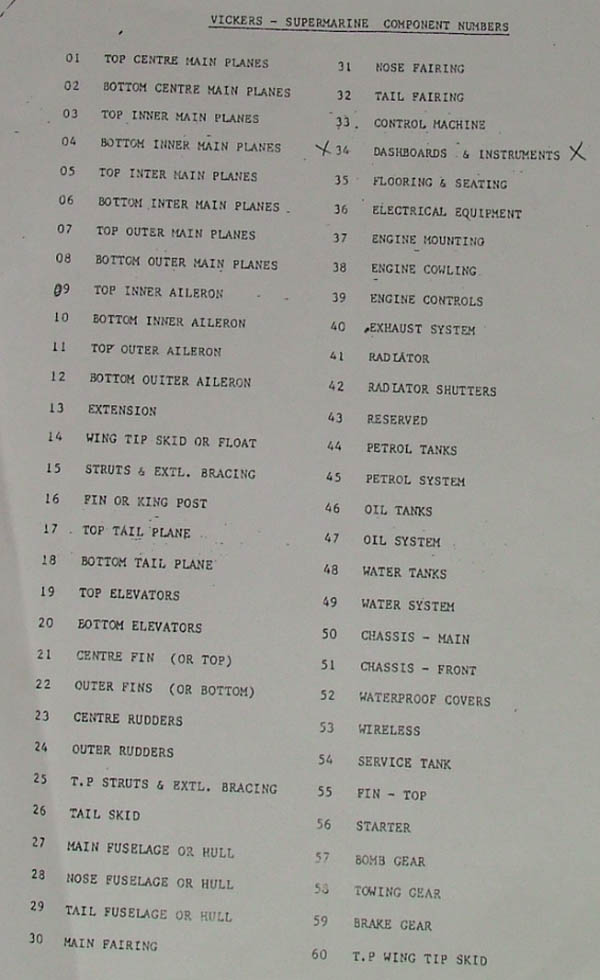 VICKERS - SUPERMARINE COMPONENT NUMBERS
01 TOP CENTRE MAIN PLANES
02 BOTTOM CENTRE MAIN PLANES
03 TOP INNER MAIN PLANES
04 BOTTOM INNER MAIN PLANES
05 TOP INTER MAIN PLANES
06 BOTTOM INTER MAIN PLANES
07 TOP OUTER MAIN PLANES
08 BOTTOM OUTER MAIN PLANES
09 TOP INNER AILERON
10 BOTTOM INNER AILERON
11 TOP OUTER AILERON
12 BOTTOM OUITER AILERON
13 EXTENSION
14 WING TIP SKID OR FLOAT
15 STRUTS & EXTL. BRACING
16 FIN OR KING POST
17 TOP TAIL PLANE
18 BOTTOM TAIL PLANE
19 TOP ELEVATORS
20 BOTTOM ELEVATORS
21 CENTRE FIN (OR TOP)
22 OUTER FINS (OR BOTTOM)
23 CENTRE RUDDERS
24 OUTER RUDDERS
25 T.P STRUTS & EXTL. BRACING
26 TAIL SKID
27 MAIN FUSELAGE OR HULL
28 NOSE FUSELAGE OR HULL
29 TAIL FUSELAGE OR HULL
30 MAIN FAIRING
31 NOSE FAIRING
32 TAIL FAIRING
33 CONTROL MACHINE
X 34 DASHBOARDS & INSTRUMENTS X
35 FLOORING & SEATING
36 ELECTRICAL EQUIPMENT
37 ENGINE MOUNTING
38 ENGINE COWLING
39 ENGINE CONTROLS
40 EXHAUST SYSTEM
41 RADIATOR
42 RADIATOR SHUTTERS
43 RESERVED
44 PETROL TANKS
45 PETROL SYSTEM
46 OIL TANKS
47 OIL SYSTEM
48 WATER TANKS
49 WATER SYSTEM
50 CHASSIS - MAIN
51 CHASSIS - FRONT
52 WATERPROOF COVERS
53 WIRELESS
54 SERVICE TANK
55 FIN - TOP
56 STARTER
57 BOMB GEAR
58 TOWING GEAR
59 BRAKE GEAR
60 T.P WING TIP SKID